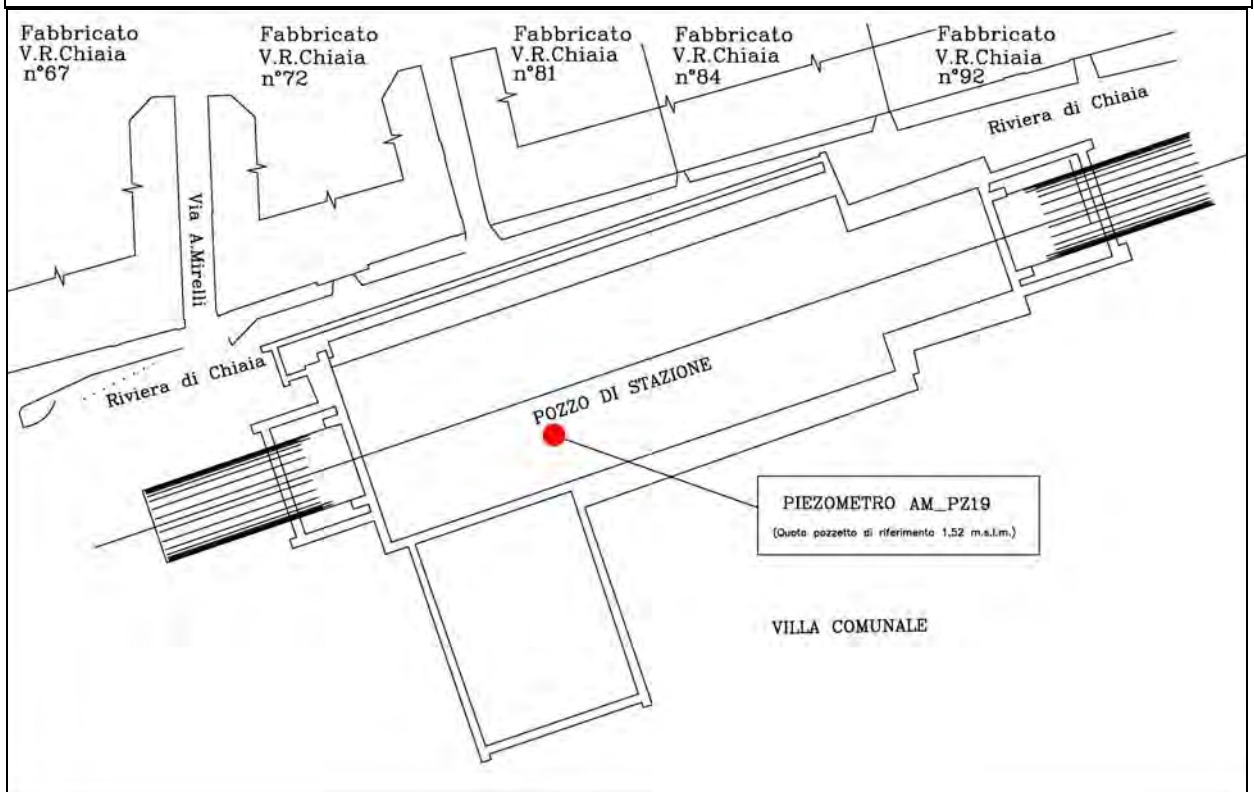 Fabbricato
V.R.Chiaia
n°67
Fabbricato
V.R.Chiaia
n°72
Fabbricato
V.R.Chiaia
n°81
Fabbricato
V.R.Chiaia
n°84
Fabbricato
V.R.Chiaia
n°92
Riviera di Chiaia
Via A.Mirelli
Riviera di Chiaia
POZZO DI STAZIONE
PIEZOMETRO AM_PZ19
(Quota pozzetto di riferimento 1,52 m.s.l.m.)
VILLA COMUNALE